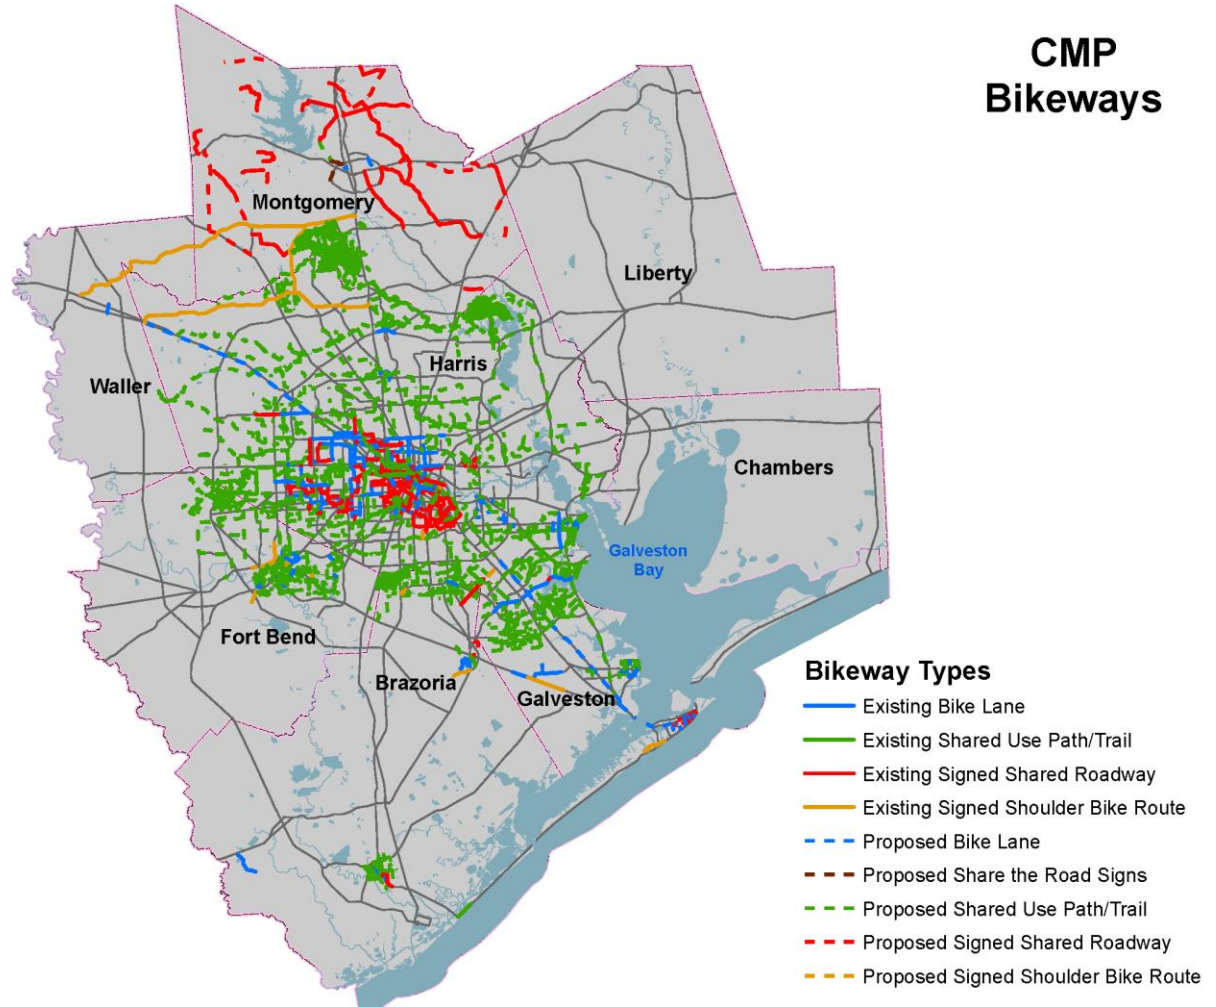 CMP
Bikeways
Montgomery
Liberty
Harris
Waller
Chambers
Galveston
Bay
Fort Bend
Brazoria
Galveston
Bikeway Types
Existing Bike Lane
Existing Shared Use Path/Trail
Existing Signed Shared Roadway
Existing Signed Shoulder Bike Route
Proposed Bike Lane
Proposed Share the Road Signs
Proposed Shared Use Path/Trail
Proposed Signed Shared Roadway
Proposed Signed Shoulder Bike Route